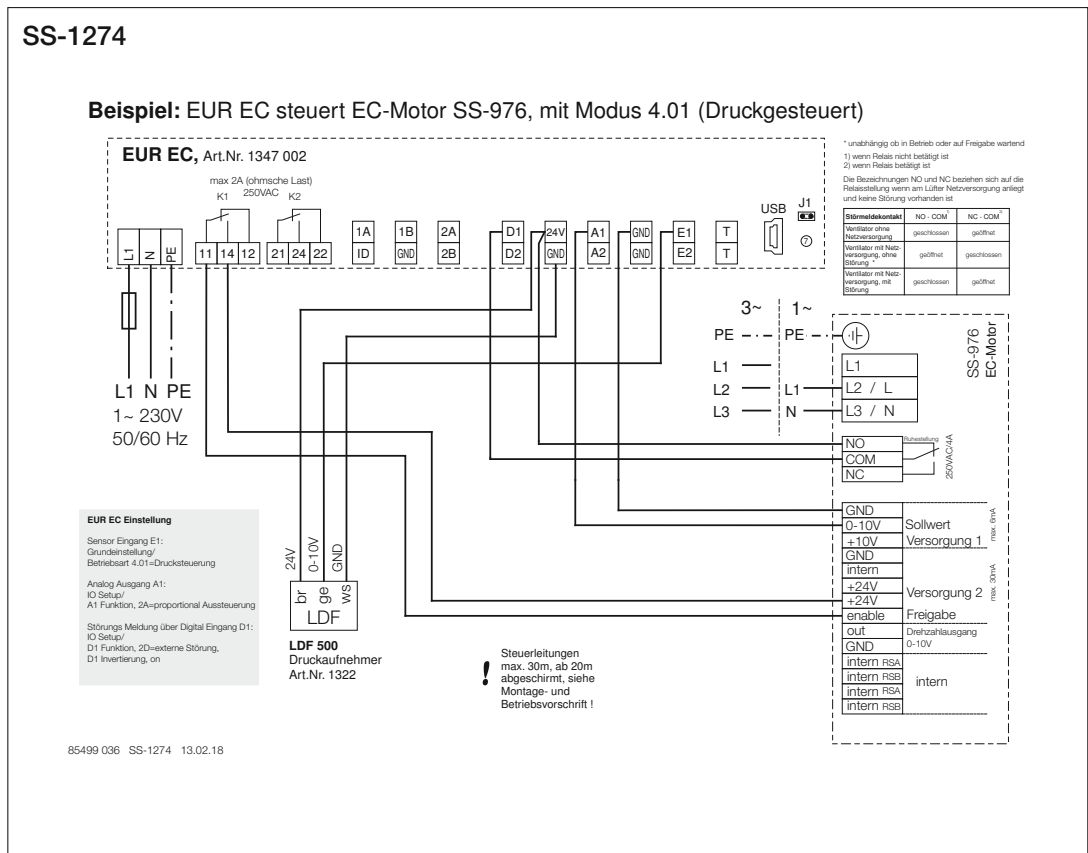 SS-1274
Beispiel: EUR EC steuert EC-Motor SS-976, mit Modus 4.01 (Druckgesteuert)
EUR EC, Art.Nr. 1347 002
max 2A (ohmsche Last)
250VAC
K1
K2
L1
N
PE
11 14 12
21 24 22
1A
ID
1B
GND
2A
2B
D1
D2
24V
GND
A1
A2
GND
GND
E1
E2
T
T
USB
J1
7
* unabhängig ob in Betrieb oder auf Freigabe wartend
1) wenn Relais nicht betätigt ist
2) wenn Relais betätigt ist
Die Bezeichnungen NO und NC beziehen sich auf die
Relaisstellung wenn am Lüfter Netzversorgung anliegt
und keine Störung vorhanden ist
Störmeldekontakt NO - COM 1) NC - COM 2)
Ventilator ohne
Netzversorgung
geschlossen geöffnet
Ventilator mit Netz-
versorgung, ohne
Störung *
geöffnet geschlossen
Ventilator mit Netz-
versorgung, mit
Störung
geschlossen geöffnet
L1 N PE
1~ 230V
50/60 Hz
3~ 1~
PE PE
L1
L2 L1
L3 N
SS-976
EC-Motor
L1
L2 / L
L3 / N
NO
COM
NC
Ruhestellung
250VAC/4A
GND
0-10V
+10V
GND
intern
+24V
+24V
enable
out
GND
intern RSA
intern RSB
intern RSA
intern RSB
Sollwert
Versorgung 1
max. 6mA
Versorgung 2
max. 30mA
Freigabe
Drehzahlausgang
0-10V
intern
EUR EC Einstellung
Sensor Eingang E1:
Grundeinstellung/
Betriebsart 4.01=Drucksteuerung
Analog Ausgang A1:
IO Setup/
A1 Funktion, 2A=proportional Aussteuerung
Störungs Meldung über Digital Eingang D1:
IO Setup/
D1 Funktion, 2D=externe Störung,
D1 Invertierung, on
24V
0-10V
GND
br
ge
ws
LDF
LDF 500
Druckaufnehmer
Art.Nr. 1322
!
Steuerleitungen
max. 30m, ab 20m
abgeschirmt, siehe
Montage- und
Betriebsvorschrift !
85499 036 SS-1274 13.02.18